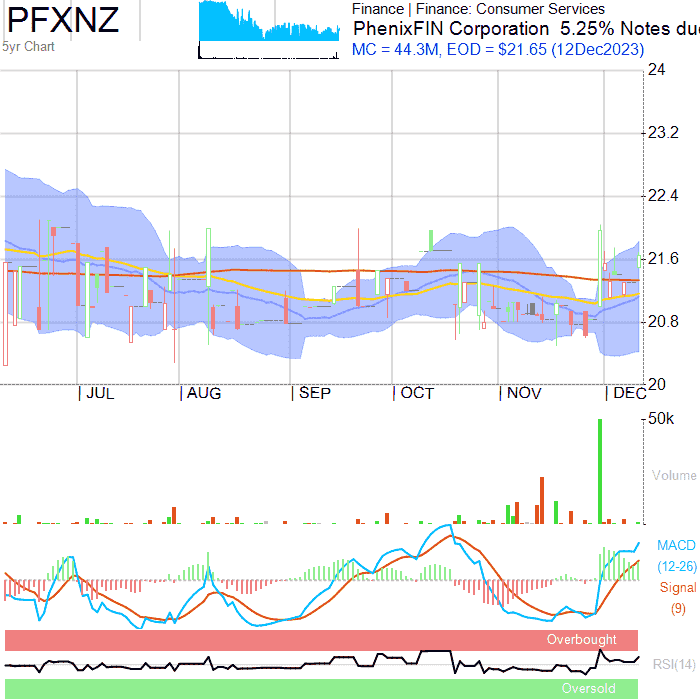 PFXNZ
5yr Chart
Finance | Finance: Consumer Services
PhenixFIN Corporation 5.25% Notes due
MC = 44.3M, EOD = $21.65 (12Dec2023)
24
23.2
22.4
21.6
20.8
20
JUL AUG SEP OCT NOV DEC
50k
Volume
MACD
(12-26)
Signal
(9)
Overbought
RSI(14)
Oversold